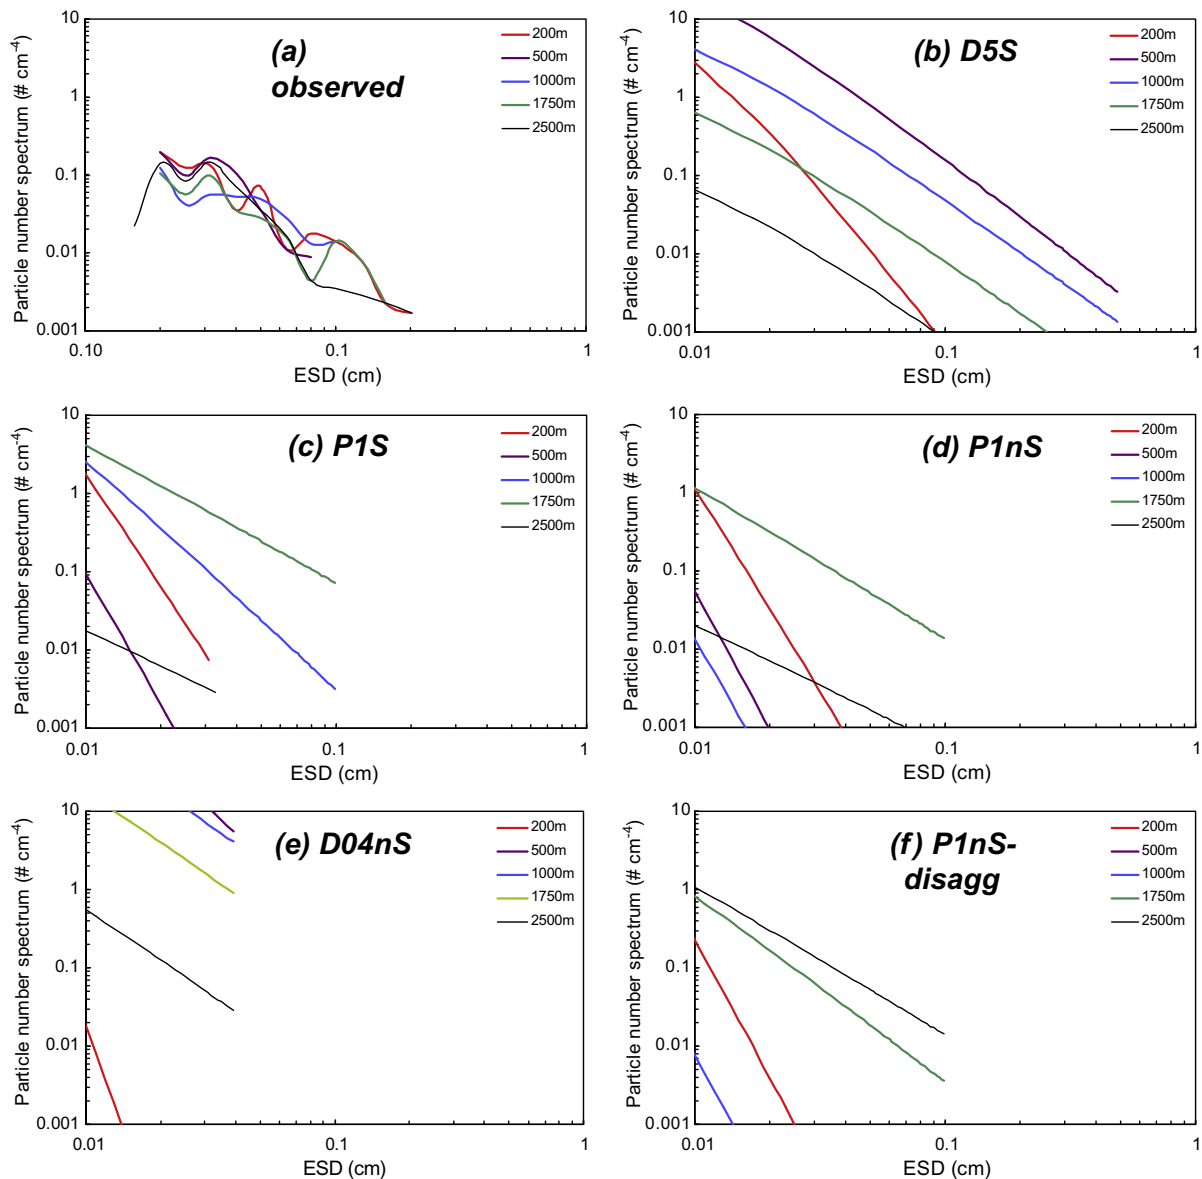 (a)
observed
200m
500m
1000m
1750m
2500m
10
1
0.1
0.01
0.001
0.10
0.1
1
Particle number spectrum (# cm-4)
ESD (cm)
(b) D5S
200m
500m
1000m
1750m
2500m
10
1
0.1
0.01
0.001
0.01
0.1
1
Particle number spectrum (# cm-4)
ESD (cm)
(c) P1S
200m
500m
1000m
1750m
2500m
10
1
0.1
0.01
0.001
0.01
0.1
1
Particle number spectrum (# cm-4)
ESD (cm)
(d) P1nS
200m
500m
1000m
1750m
2500m
10
1
0.1
0.01
0.001
0.01
0.1
1
Particle number spectrum (# cm-4)
ESD (cm)
(e) D04nS
200m
500m
1000m
1750m
2500m
10
1
0.1
0.01
0.001
0.01
0.1
1
Particle number spectrum (# cm-4)
ESD (cm)
(f) P1nS-
disagg
200m
500m
1000m
1750m
2500m
10
1
0.1
0.01
0.001
0.01
0.1
1
Particle number spectrum (# cm-4)
ESD (cm)